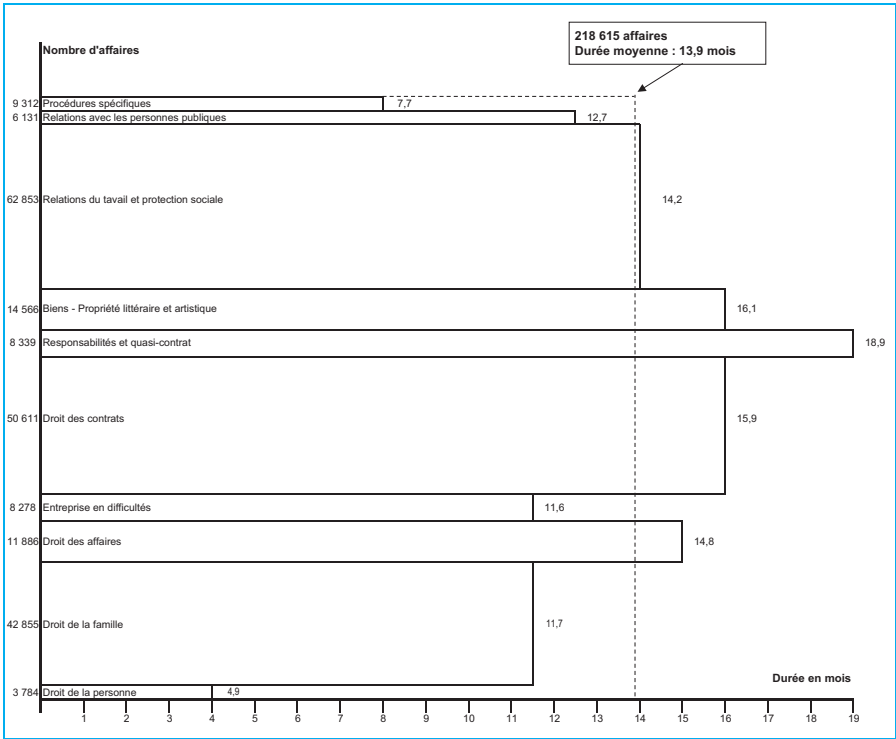 218 615 affaires
Durée moyenne : 13,9 mois
Nombre d'affaires
9 312 Procédures spécifiques 7,7
6 131 Relations avec les personnes publiques 12,7
62 853 Relations du tavail et protection sociale 14,2
14 566 Biens - Propriété littéraire et artistique 16,1
8 339 Responsabilités et quasi-contrat 18,9
50 611 Droit des contrats 15,9
8 278 Entreprise en difficultés 11,6
11 886 Droit des affaires 14,8
42 855 Droit de la famille 11,7
Durée en mois
3 784 Droit de la personne 4,9
1 2 3 4 5 6 7 8 9 10 11 12 13 14 15 16 17 18 19